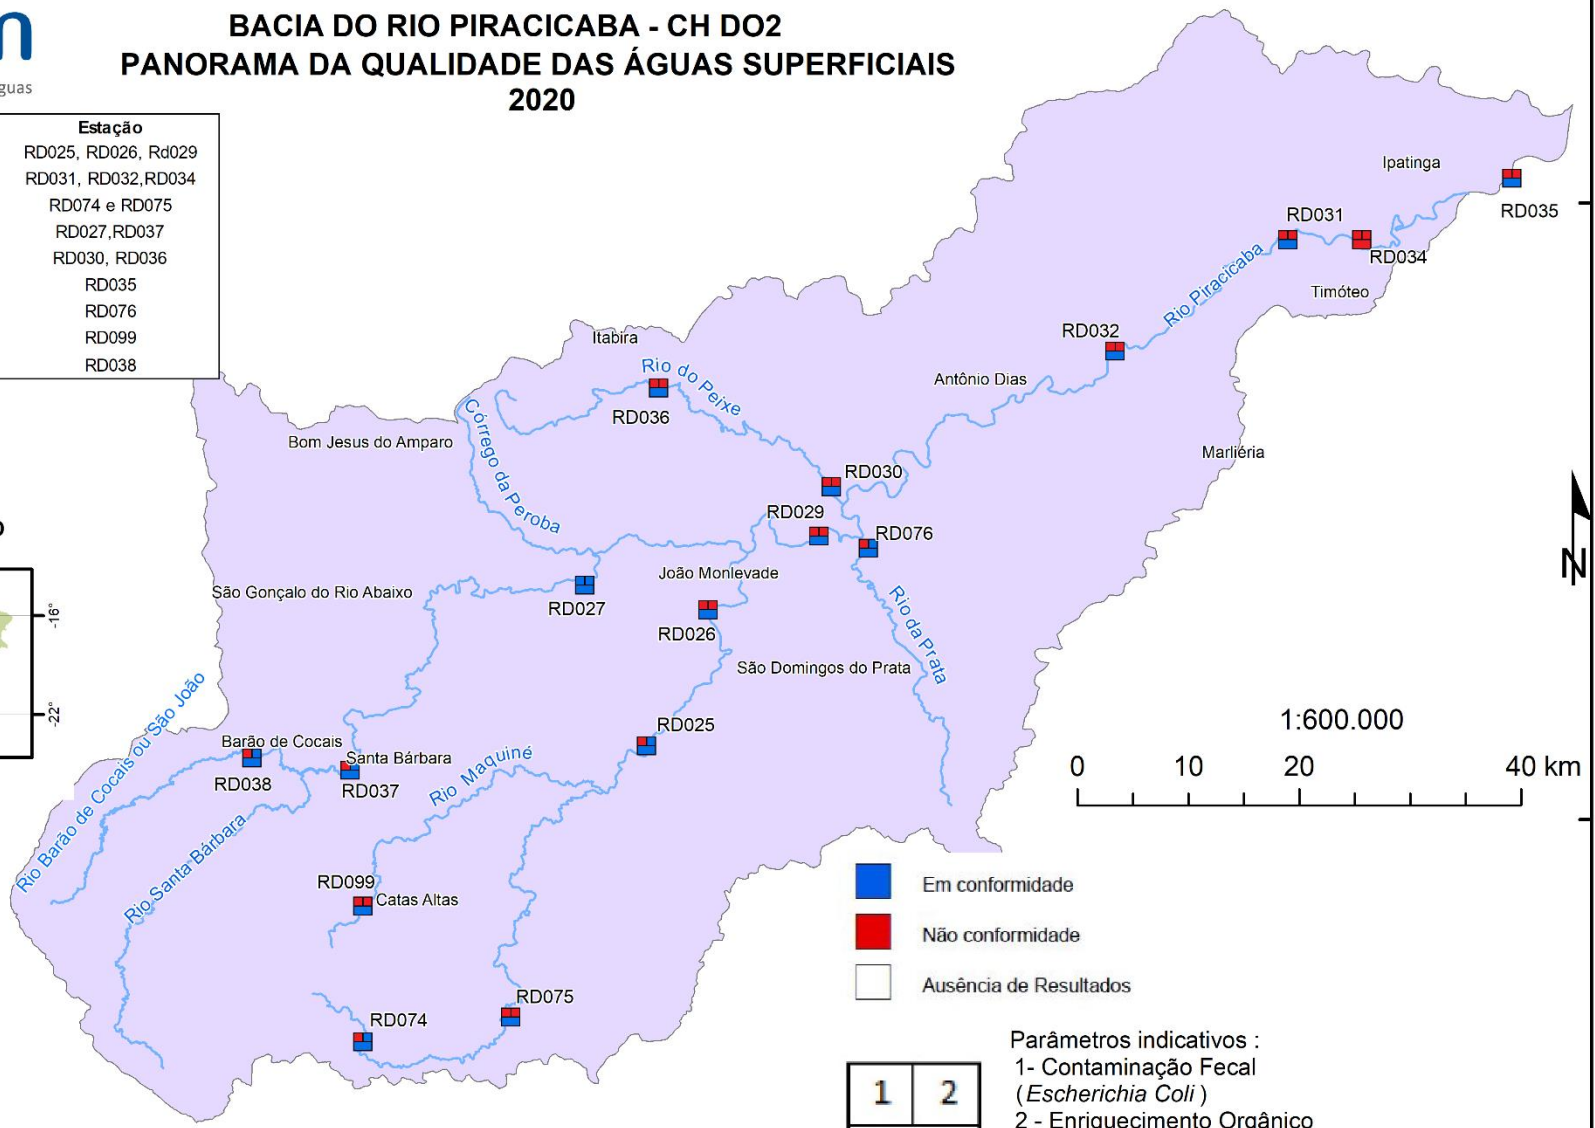 BACIA DO RIO PIRACICABA - CH DO2
PANORAMA DA QUALIDADE DAS ÁGUAS SUPERFICIAIS
2020
guas
Estação
RD025, RD026, Rd029
RD031, RD032,RD034
RD074 e RD075
RD027,RD037
RD030, RD036
RD035
RD076
RD099
RD038
Ipatinga
RD035
RD031
RD034
Rio Piracicaba
Timóteo
RD032
Itabira
Rio do Peixe
Antônio Dias
RD036
Córrego da Peroba
Bom Jesus do Amparo
Marliéria
RD030
RD029
RD076
N
João Monlevade
São Gonçalo do Rio Abaixo
RD027
Rio da Prata
RD026
São Domingos do Prata
-16°
-22°
RD025
1:600.000
Rio Barão de Cocais ou São João
Barão de Cocais
Santa Bárbara
Rio Maquiné
RD038
RD037
0 10 20 40 km
Rio Santa Bárbara
RD099
Catas Altas
Em conformidade
Não conformidade
Ausência de Resultados
RD075
RD074
Parâmetros indicativos :
1- Contaminação Fecal
(Escherichia Coli )
2 - Enriquecimento Orgânico
1 2